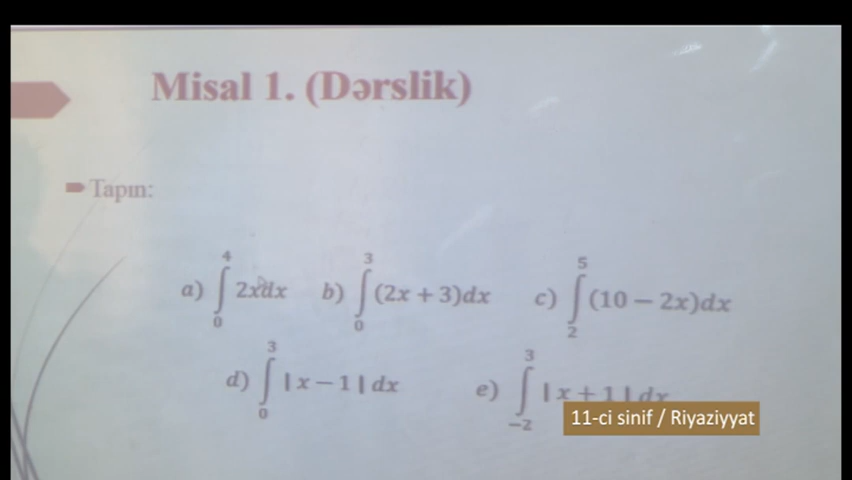 Misal 1. (Dərslik)
Tapın:
a) ∫₀⁴ 2xdx b) ∫₀³ (2x + 3)dx c) ∫₂⁵ (10 − 2x)dx
d) ∫₀³ |x − 1| dx e) ∫₋₂³ |x + 1| dx
11-ci sinif / Riyaziyyat